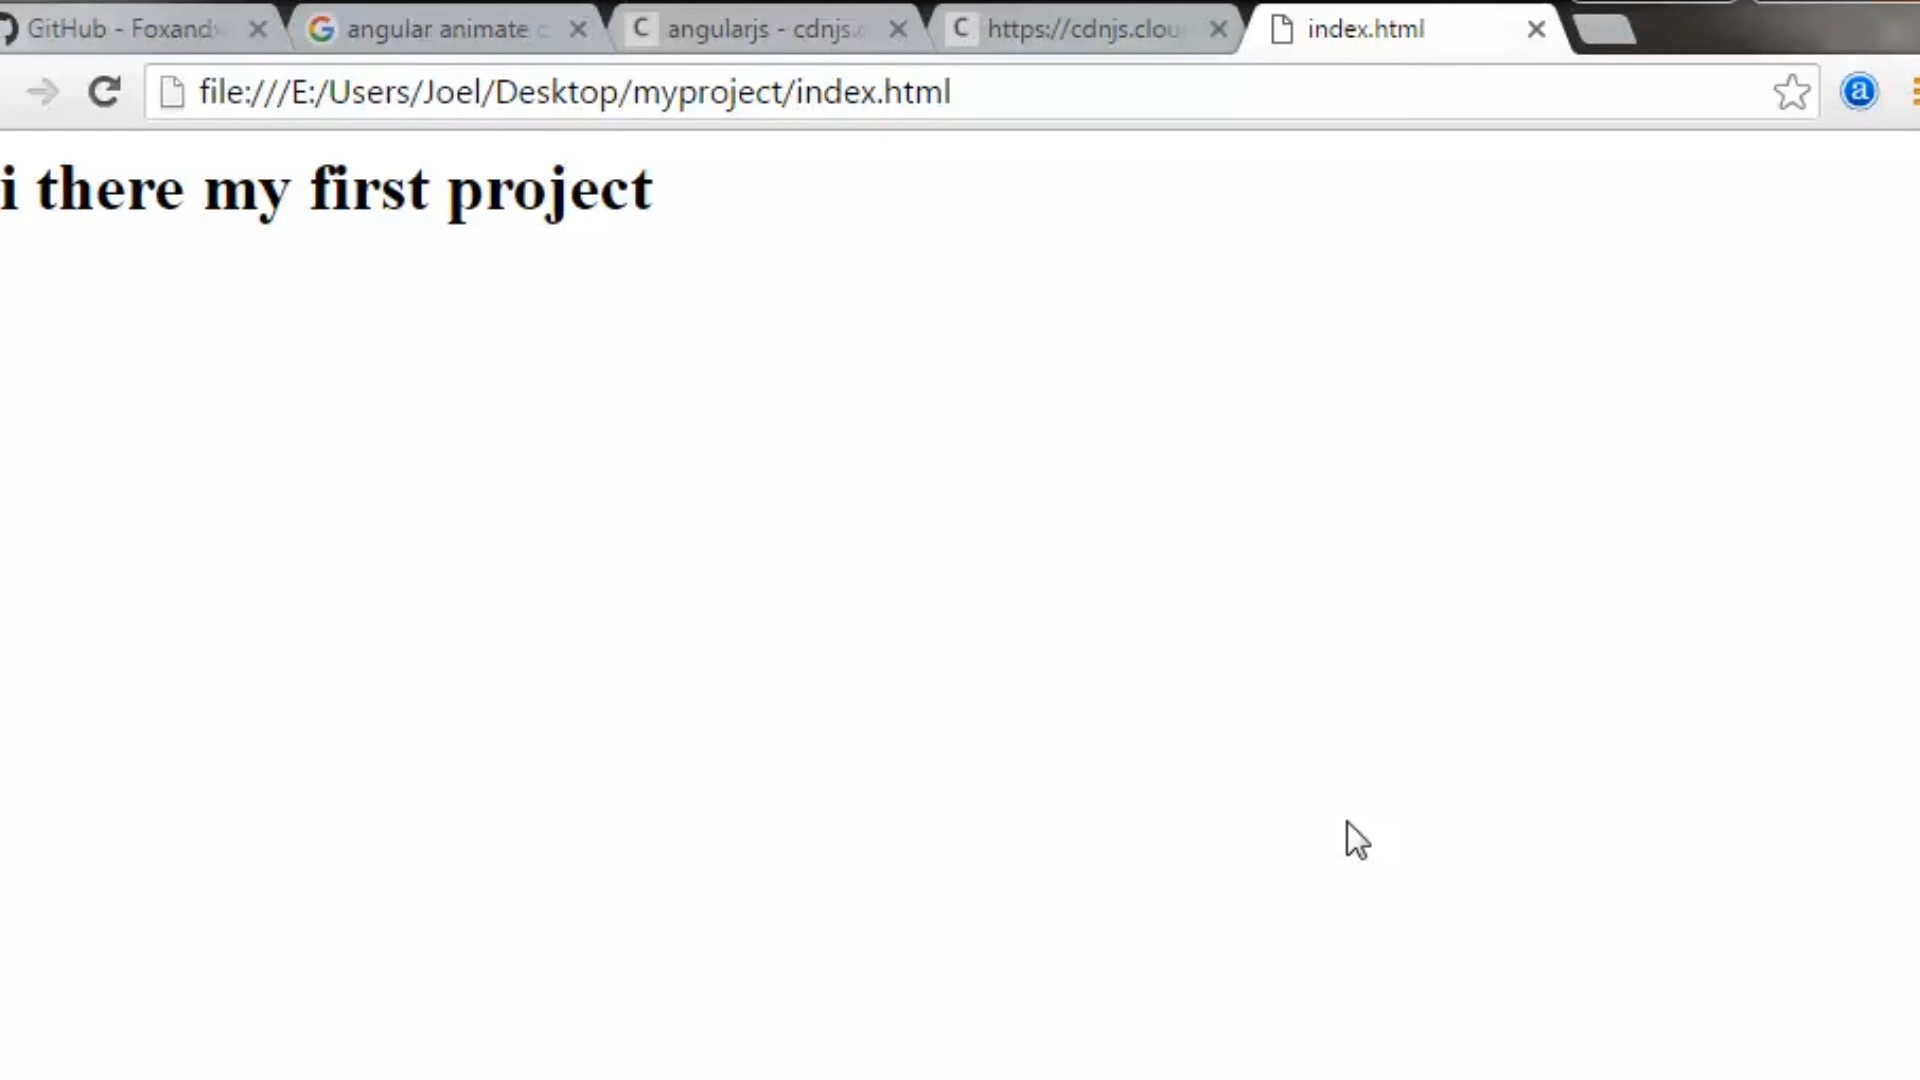 GitHub - Foxand
angular animate c
C angularjs - cdnjs.c
C https://cdnjs.clou
index.html
file:///E:/Users/Joel/Desktop/myproject/index.html
a
i there my first project